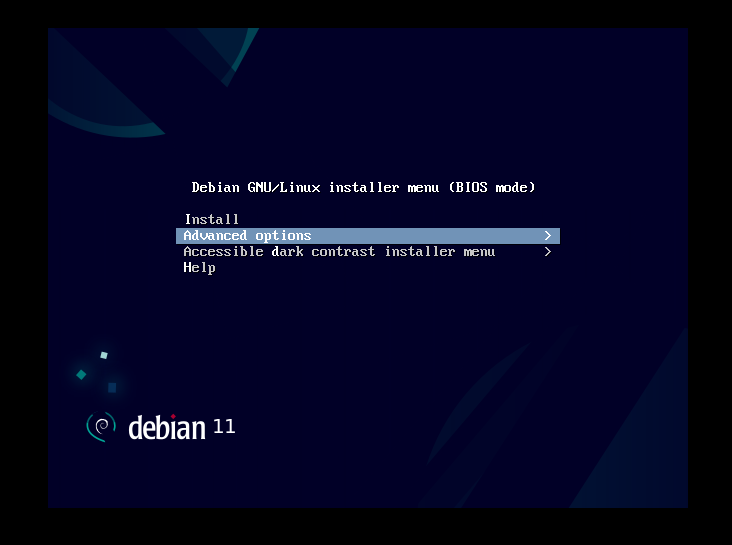 Debian GNU/Linux installer menu (BIOS mode)
Install
Advanced options >
Accessible dark contrast installer menu >
Help
debian 11